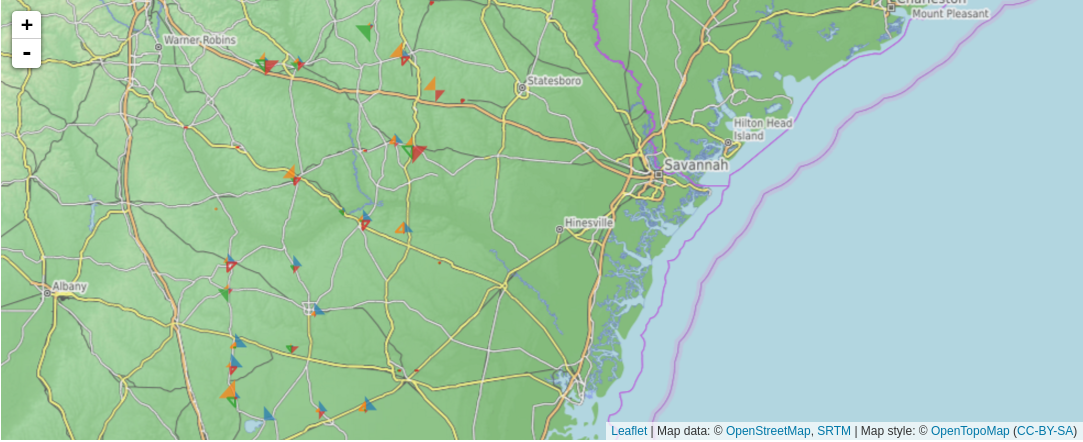 +
-
Charleston
Mount Pleasant
Warner Robins
Statesboro
Hilton Head
Island
Savannah
Hinesville
Albany
Leaflet | Map data: © OpenStreetMap, SRTM | Map style: © OpenTopoMap (CC-BY-SA)